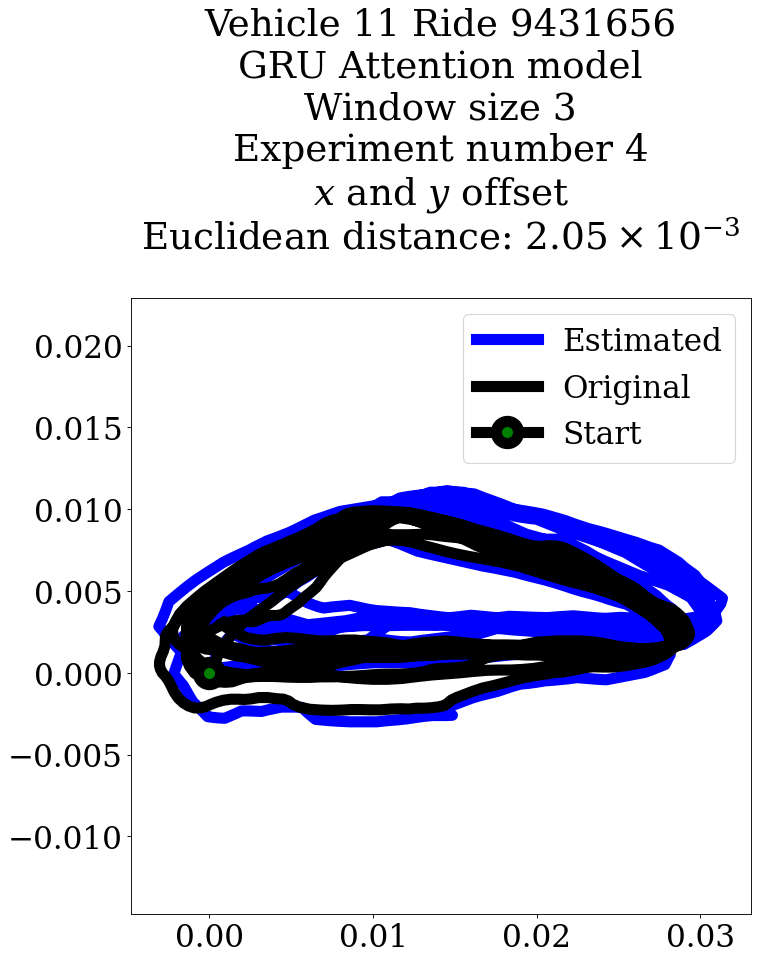 Vehicle 11 Ride 9431656
GRU Attention model
Window size 3
Experiment number 4
x and y offset
Euclidean distance: 2.05 × 10⁻³
Estimated
Original
Start
0.020
0.015
0.010
0.005
0.000
−0.005
−0.010
0.00 0.01 0.02 0.03